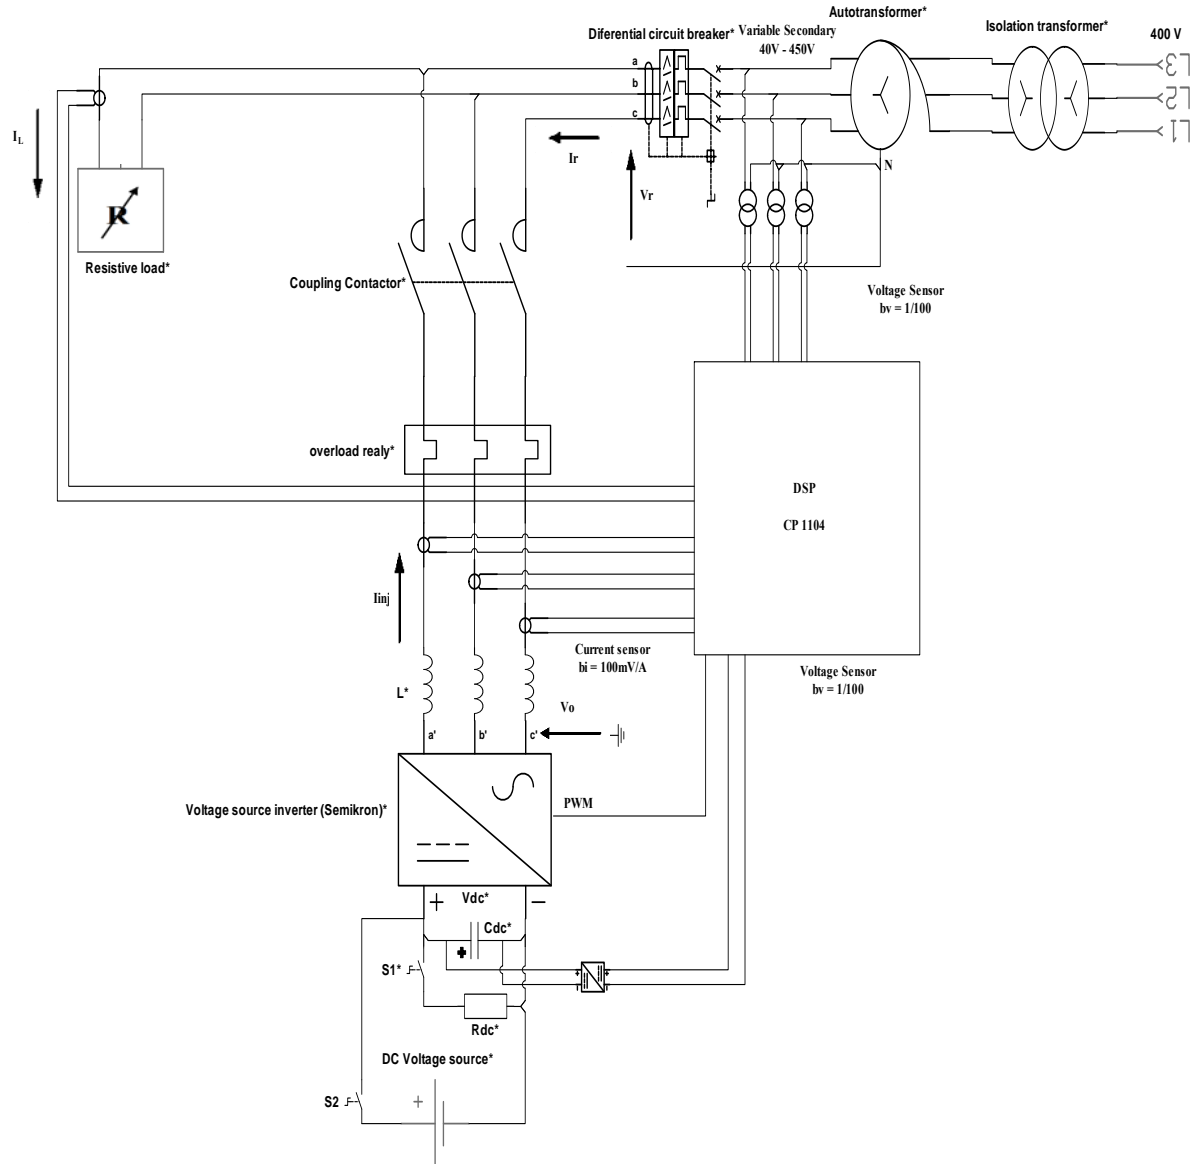 Autotransformer*
Isolation transformer*
Diferential circuit breaker*
Variable Secondary
40V - 450V
400 V
a
b
c
L3
L2
L1
IL
Ir
Vr
N
R
Resistive load*
Coupling Contactor*
Voltage Sensor
bv = 1/100
overload realy*
DSP
CP 1104
Iinj
Current sensor
bi = 100mV/A
Voltage Sensor
bv = 1/100
L*
Vo
a'
b'
c'
Voltage source inverter (Semikron)*
PWM
+
Vdc*
−
Cdc*
+
S1*
Rdc*
DC Voltage source*
S2
+